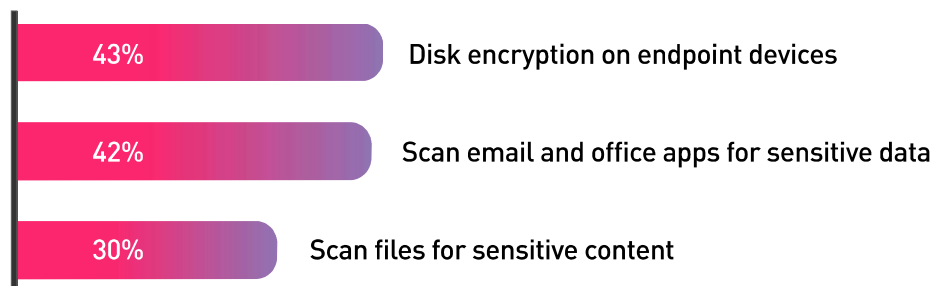 43% Disk encryption on endpoint devices
42% Scan email and office apps for sensitive data
30% Scan files for sensitive content